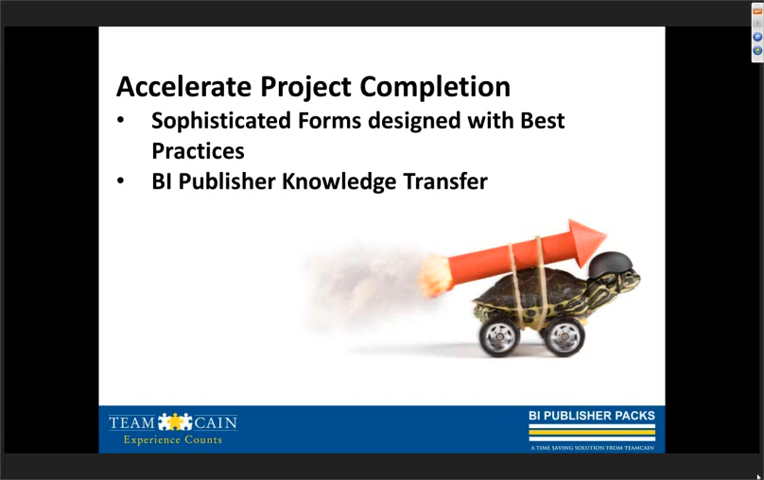 Accelerate Project Completion
• Sophisticated Forms designed with Best
Practices
• BI Publisher Knowledge Transfer
TEAM CAIN
Experience Counts
BI PUBLISHER PACKS
A TIME SAVING SOLUTION FROM TEAMCAIN